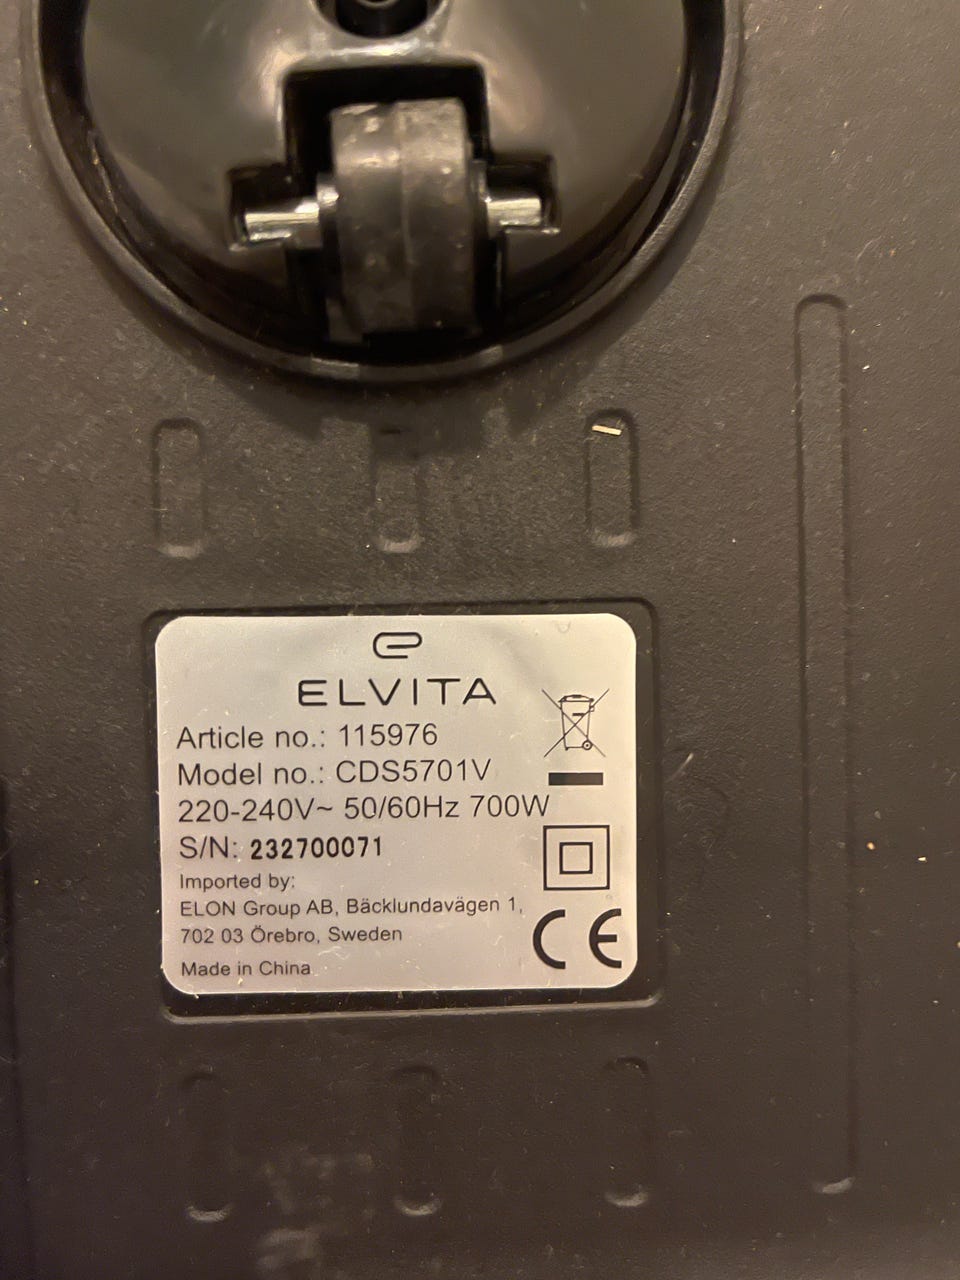 ELVITA
Article no.: 115976
Model no.: CDS5701V
220-240V~ 50/60Hz 700W
S/N: 232700071
Imported by:
ELON Group AB, Bäcklundavägen 1,
702 03 Örebro, Sweden
Made in China
CE